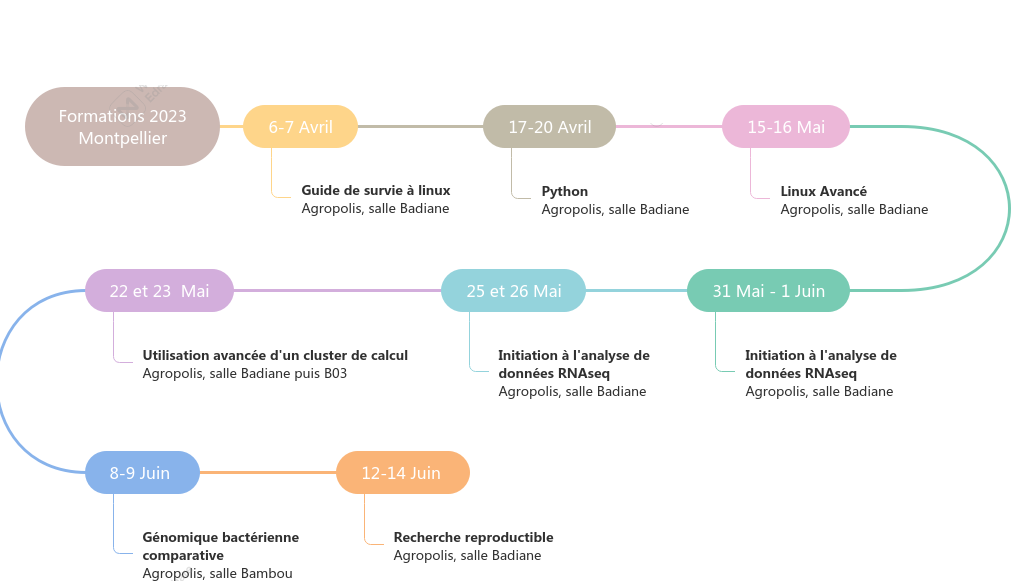 Formations 2023
Montpellier
6-7 Avril
17-20 Avril
15-16 Mai
Guide de survie à linux
Agropolis, salle Badiane
Python
Agropolis, salle Badiane
Linux Avancé
Agropolis, salle Badiane
22 et 23  Mai
25 et 26 Mai
31 Mai - 1 Juin
Utilisation avancée d'un cluster de calcul
Agropolis, salle Badiane puis B03
Initiation à l'analyse de
données RNAseq
Agropolis, salle Badiane
Initiation à l'analyse de
données RNAseq
Agropolis, salle Badiane
8-9 Juin
12-14 Juin
Génomique bactérienne
comparative
Agropolis, salle Bambou
Recherche reproductible
Agropolis, salle Badiane